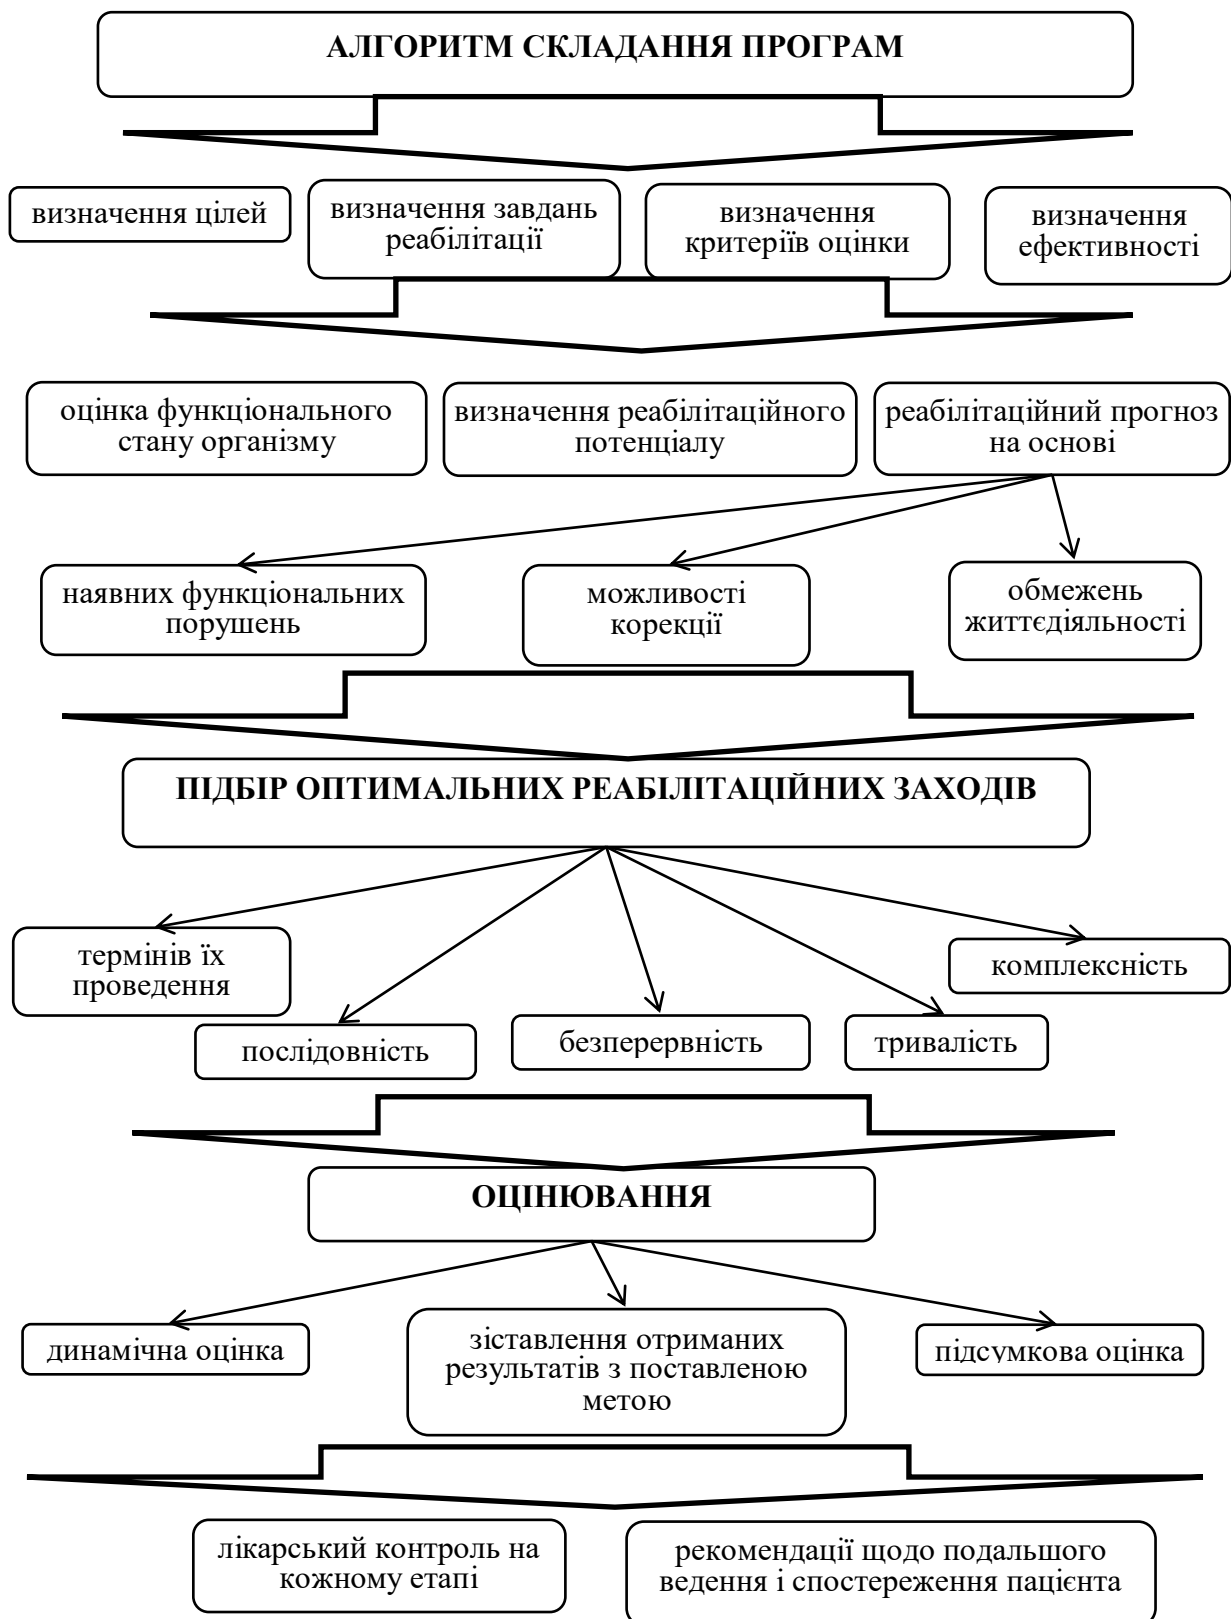 АЛГОРИТМ СКЛАДАННЯ ПРОГРАМ
визначення цілей
визначення завдань
реабілітації
визначення
критеріїв оцінки
визначення
ефективності
оцінка функціонального
стану організму
визначення реабілітаційного
потенціалу
реабілітаційний прогноз
на основі
наявних функціональних
порушень
можливості
корекції
обмежень
життєдіяльності
ПІДБІР ОПТИМАЛЬНИХ РЕАБІЛІТАЦІЙНИХ ЗАХОДІВ
термінів їх
проведення
послідовність
безперервність
тривалість
комплексність
ОЦІНЮВАННЯ
динамічна оцінка
зіставлення отриманих
результатів з поставленою
метою
підсумкова оцінка
лікарський контроль на
кожному етапі
рекомендації щодо подальшого
ведення і спостереження пацієнта